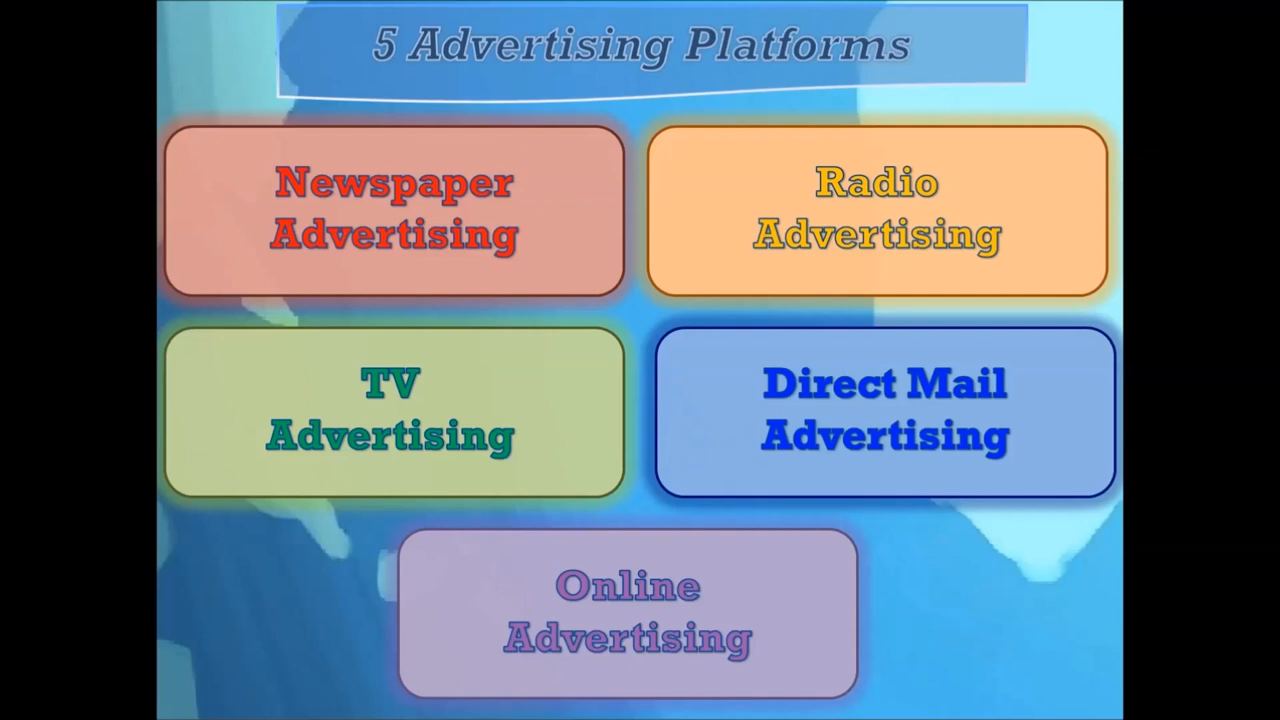 5 Advertising Platforms
Newspaper
Advertising
Radio
Advertising
TV
Advertising
Direct Mail
Advertising
Online
Advertising